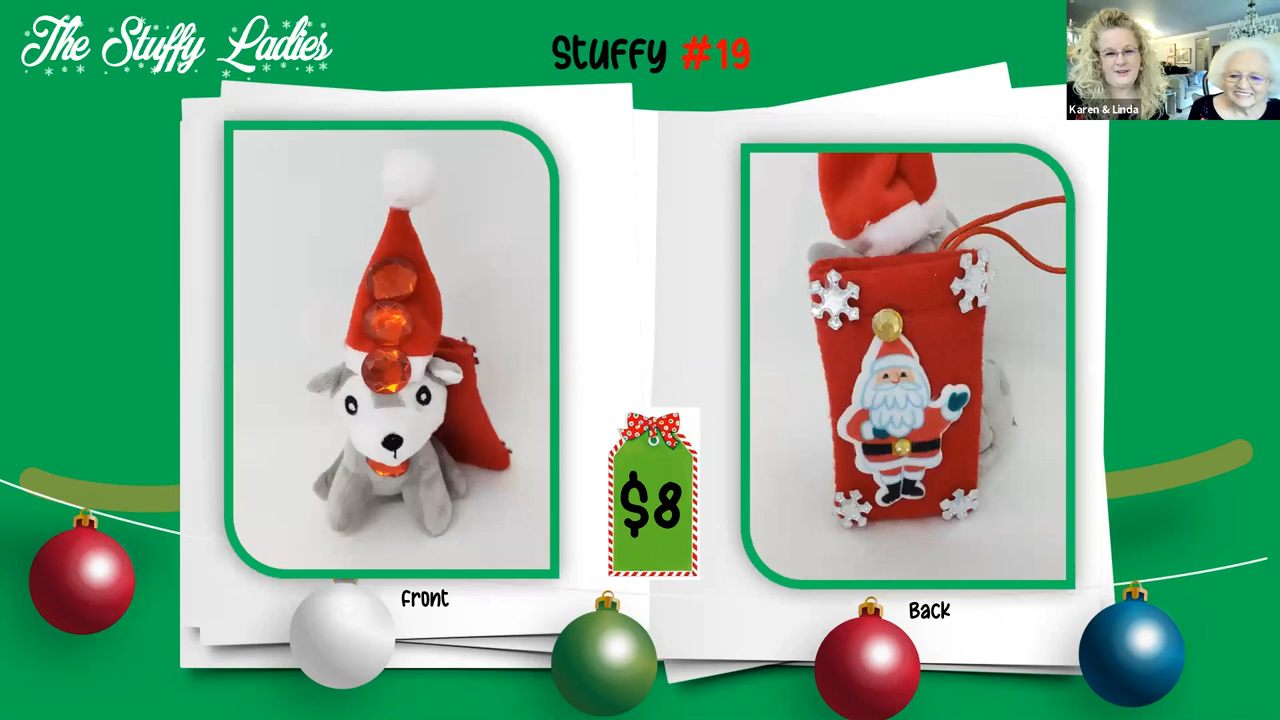 The Stuffy Ladies
Stuffy #19
Karen & Linda
$8
front
Back